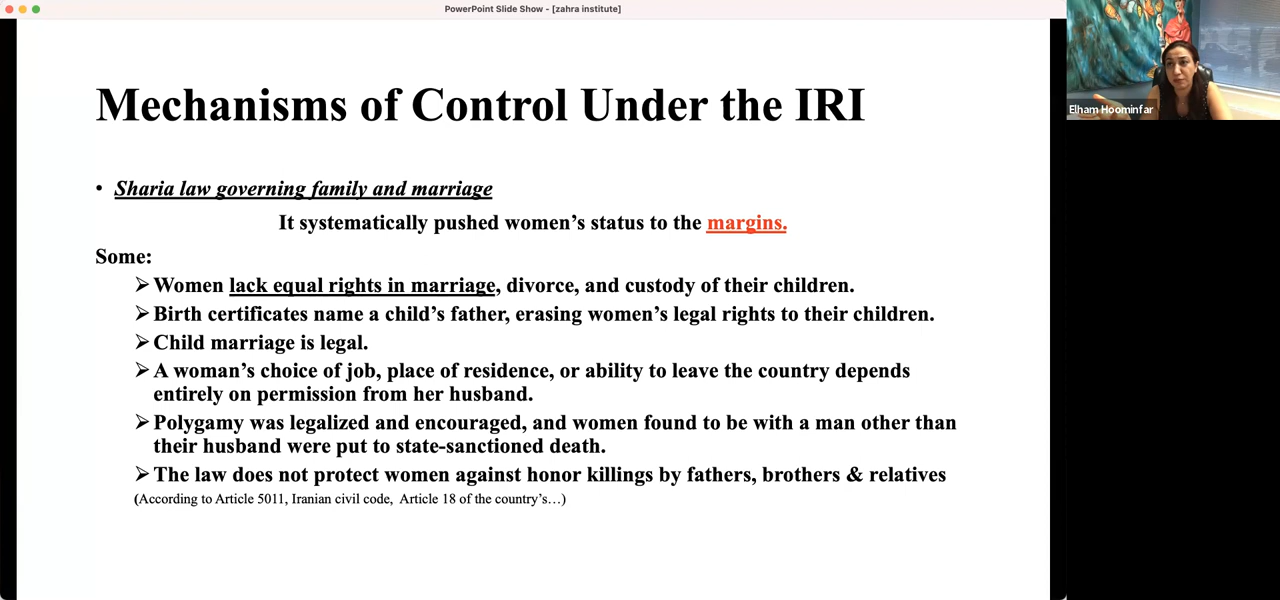 PowerPoint Slide Show - [zahra institute]
Elham Hoominfar
Mechanisms of Control Under the IRI
• Sharia law governing family and marriage
It systematically pushed women’s status to the margins.
Some:
➢ Women lack equal rights in marriage, divorce, and custody of their children.
➢ Birth certificates name a child’s father, erasing women’s legal rights to their children.
➢ Child marriage is legal.
➢ A woman’s choice of job, place of residence, or ability to leave the country depends
entirely on permission from her husband.
➢ Polygamy was legalized and encouraged, and women found to be with a man other than
their husband were put to state-sanctioned death.
➢ The law does not protect women against honor killings by fathers, brothers & relatives
(According to Article 5011, Iranian civil code, Article 18 of the country’s…)